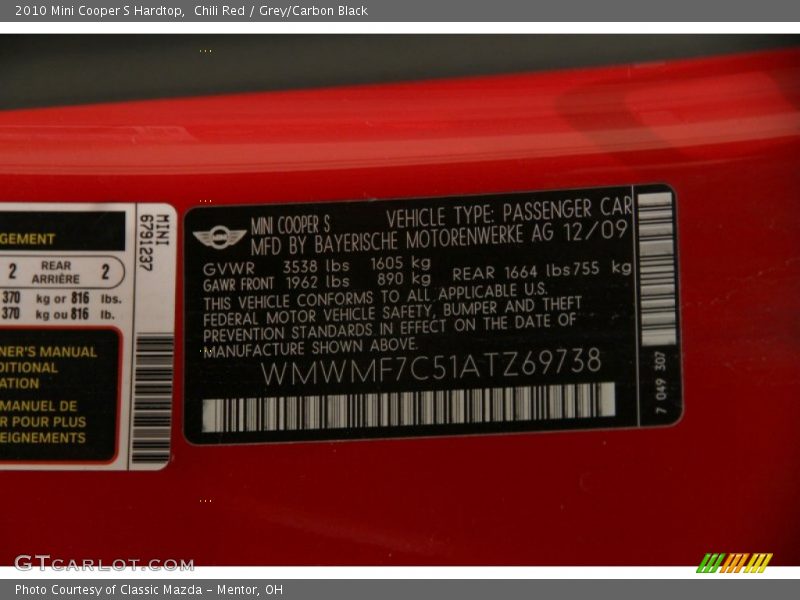 2010 Mini Cooper S Hardtop,  Chili Red / Grey/Carbon Black
GEMENT
2 REAR ARRIÈRE 2
370 kg or 816 lbs.
370 kg ou 816 lb.
NER'S MANUAL
DITIONAL
ATION
MANUEL DE
R POUR PLUS
EIGNEMENTS
MINI
6791237
MINI COOPER S VEHICLE TYPE: PASSENGER CAR
MFD BY BAYERISCHE MOTORENWERKE AG 12/09
GVWR 3538 lbs 1605 kg
GAWR FRONT 1962 lbs 890 kg REAR 1664 lbs 755 kg
THIS VEHICLE CONFORMS TO ALL APPLICABLE U.S.
FEDERAL MOTOR VEHICLE SAFETY, BUMPER AND THEFT
PREVENTION STANDARDS IN EFFECT ON THE DATE OF
MANUFACTURE SHOWN ABOVE.
WMWMF7C51ATZ69738
7 049 307
GTCARLOT.COM
Photo Courtesy of Classic Mazda - Mentor, OH